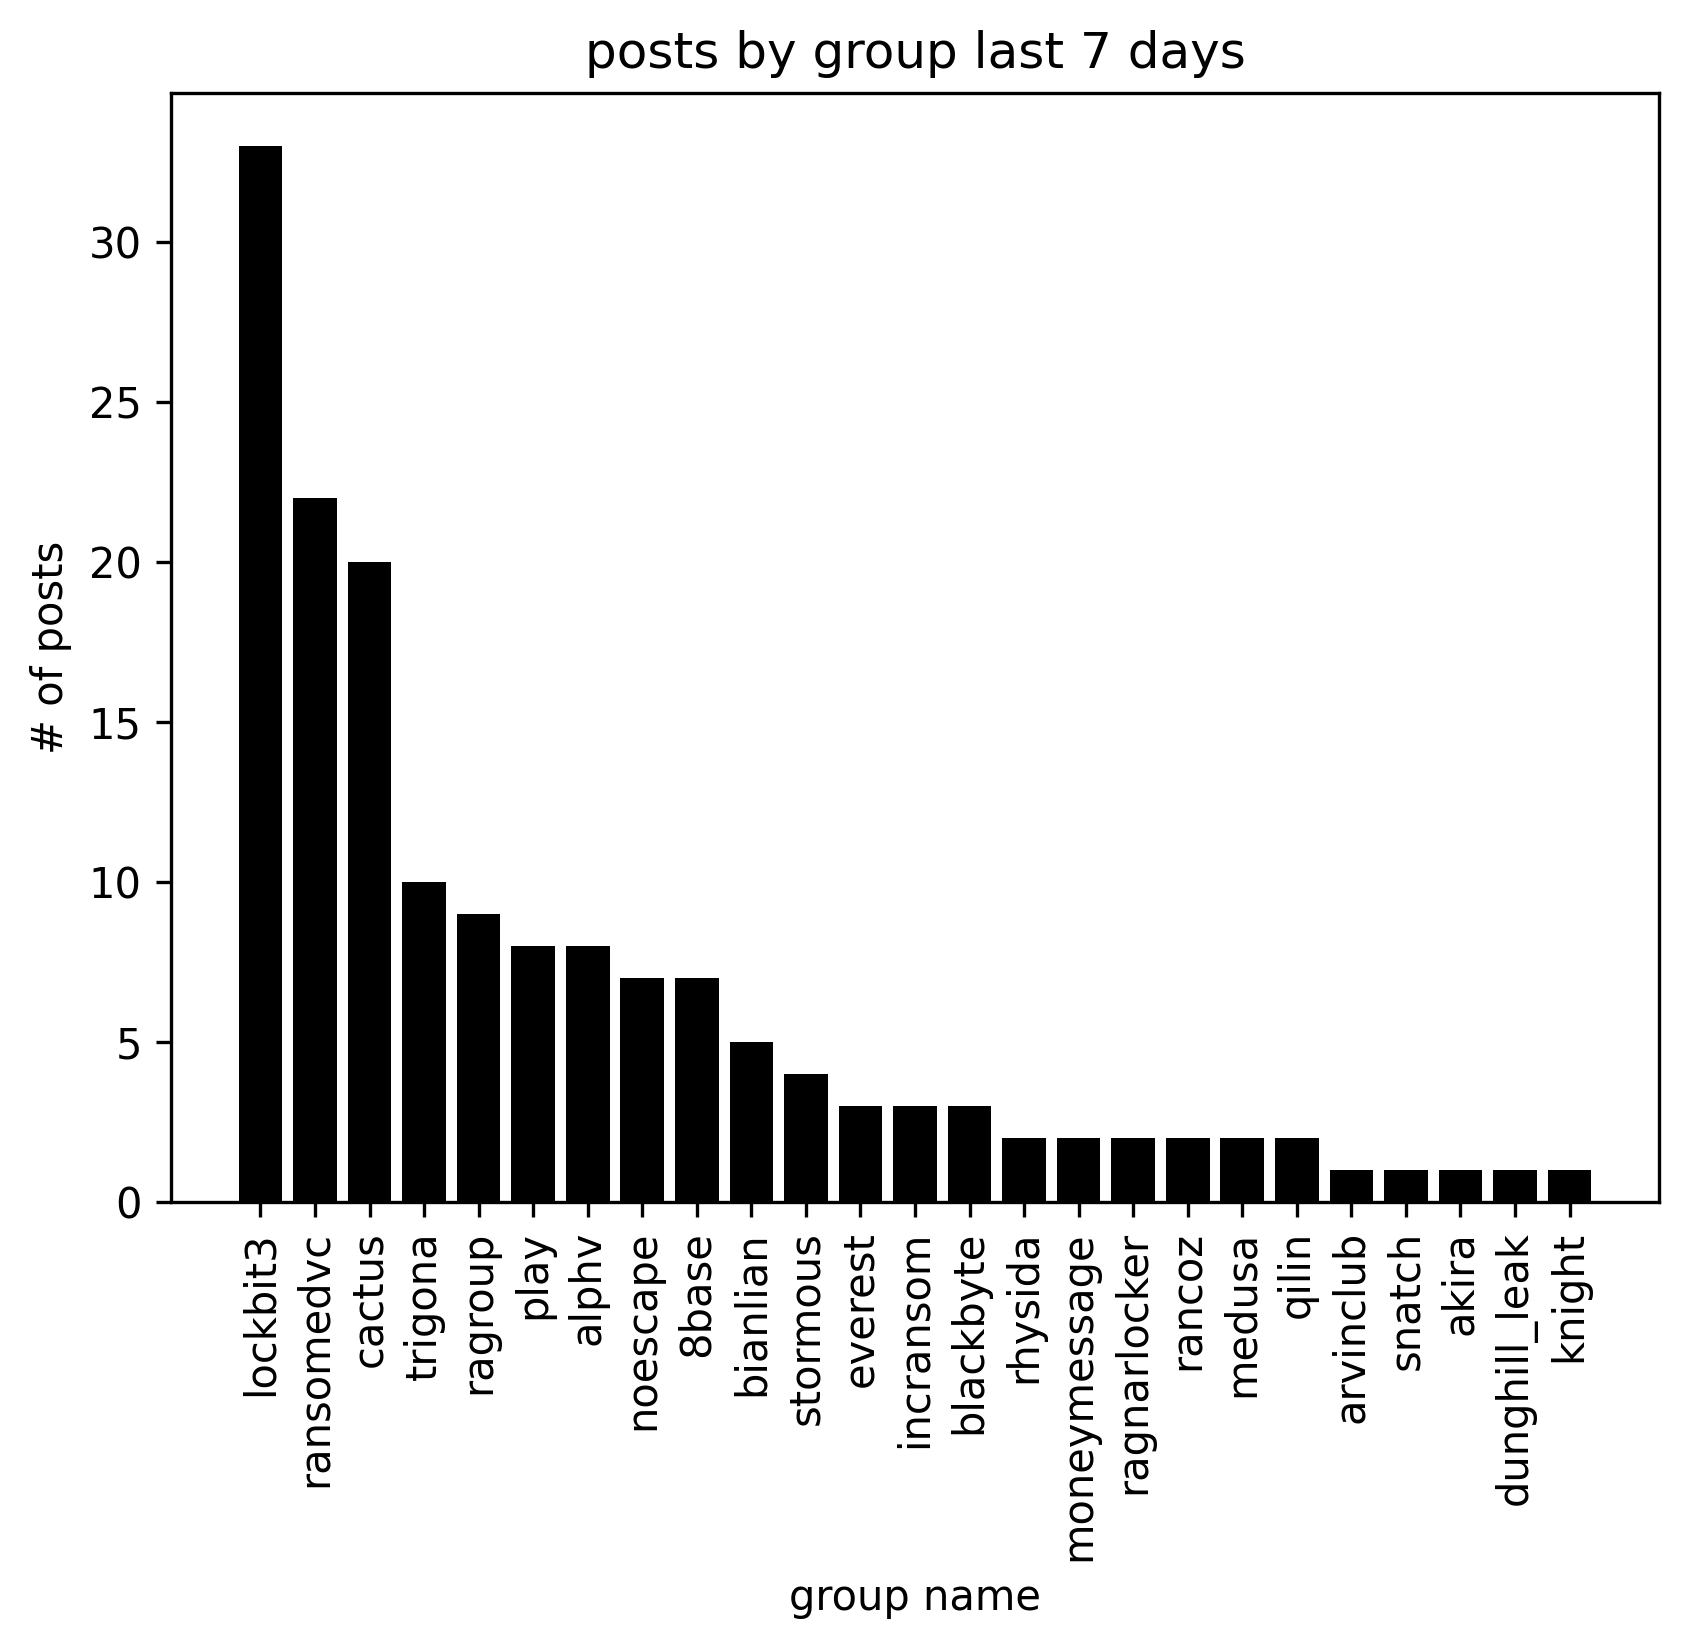 posts by group last 7 days
# of posts
30
25
20
15
10
5
0
lockbit3
ransomedvc
cactus
trigona
ragroup
play
alphv
noescape
8base
bianlian
stormous
everest
incransom
blackbyte
rhysida
moneymessage
ragnarlocker
rancoz
medusa
qilin
arvinclub
snatch
akira
dunghill_leak
knight
group name